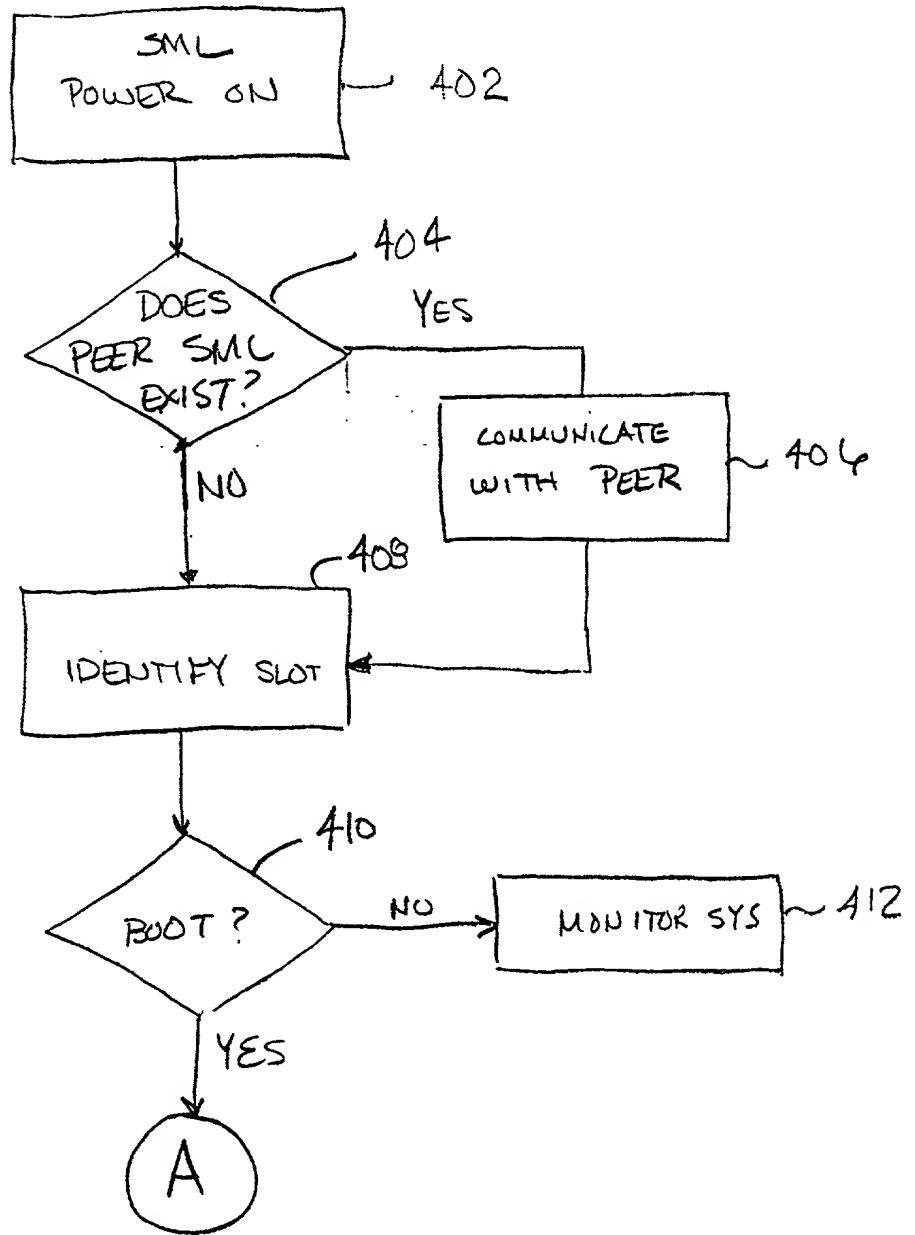 SML
POWER ON
402
404
DOES
PEER SML
EXIST?
YES
COMMUNICATE
WITH PEER
406
NO
408
IDENTIFY SLOT
410
BOOT?
NO
MONITOR SYS
412
YES
A